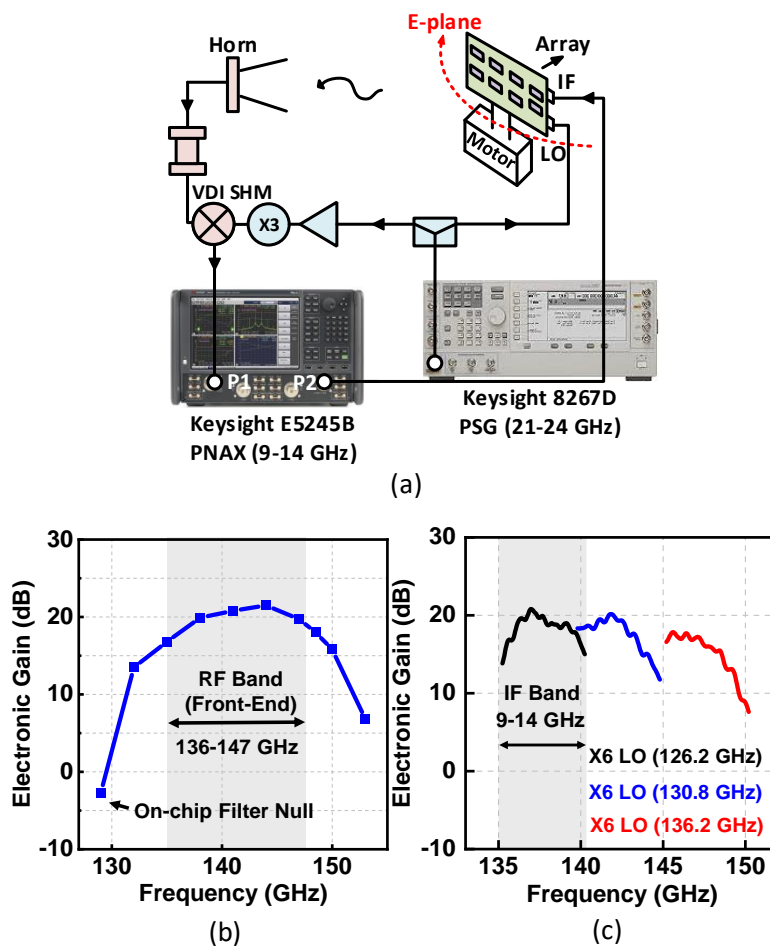 E-plane
Horn
Array
IF
Motor
LO
VDI SHM
X3
P1
P2
Keysight E5245B
PNAX (9-14 GHz)
Keysight 8267D
PSG (21-24 GHz)
(a)
30
20
10
0
-10
Electronic Gain (dB)
RF Band
(Front-End)
136-147 GHz
On-chip Filter Null
130
140
150
Frequency (GHz)
(b)
30
20
10
0
-10
Electronic Gain (dB)
IF Band
9-14 GHz
X6 LO (126.2 GHz)
X6 LO (130.8 GHz)
X6 LO (136.2 GHz)
135
140
145
150
Frequency (GHz)
(c)